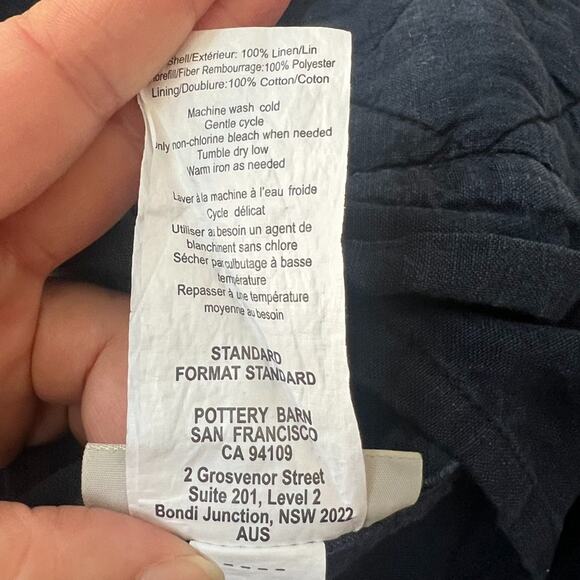 Shell/Extérieur: 100% Linen/Lin
orefill/Fiber Rembourrage:100% Polyester
Lining/Doublure: 100% Cotton/Coton
Machine wash cold
Gentle cycle
Only non-chlorine bleach when needed
Tumble dry low
Warm iron as needed
Laver à la machine à l'eau froide
Cycle délicat
Utiliser au besoin un agent de
blanchment sans chlore
Sécher par culbutage à basse
température
Repasser à une température
moyenne au besoin
STANDARD
FORMAT STANDARD
POTTERY BARN
SAN FRANCISCO
CA 94109
2 Grosvenor Street
Suite 201, Level 2
Bondi Junction, NSW 2022
AUS
----